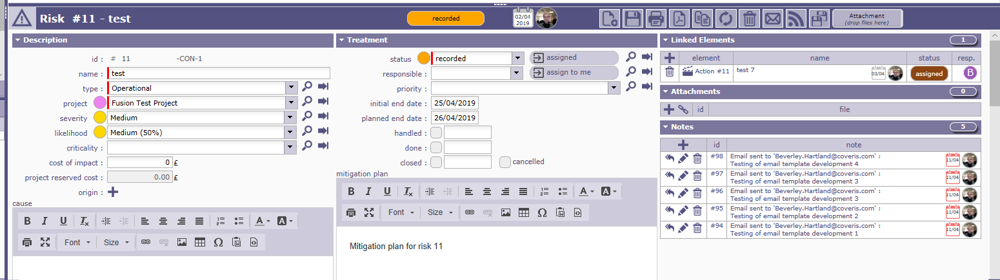 Risk #11 - test
recorded
02/04
2019
Attachment
(drop files here)
Description
id : # 11 -CON-1
name : test
type : Operational
project Fusion Test Project
severity Medium
likelihood Medium (50%)
criticality :
cost of impact : 0 £
project reserved cost : 0.00 £
origin :
cause
B I U Tx A A
Font Size
Treatment
status recorded assigned
responsible : assign to me
priority :
initial end date : 25/04/2019
planned end date : 26/04/2019
handled :
done :
closed : cancelled
mitigation plan
B I U Tx A A
Font Size
Mitigation plan for risk 11
Linked Elements 1
element name status resp.
Action #11 test 7 03/04 assigned B
Attachments 0
id file
Notes 5
id note
#98 Email sent to 'Beverley.Hartland@coveris.com' : 11/04
Testing of email template development 4
#97 Email sent to 'Beverley.Hartland@coveris.com' : 11/04
Testing of email template development 3
#96 Email sent to 'Beverley.Hartland@coveris.com' : 11/04
Testing of email template development 3
#95 Email sent to 'Beverley.Hartland@coveris.com' : 11/04
Testing of email template development 2
#94 Email sent to 'Beverley.Hartland@coveris.com' : 11/04
Testing of email template development 1